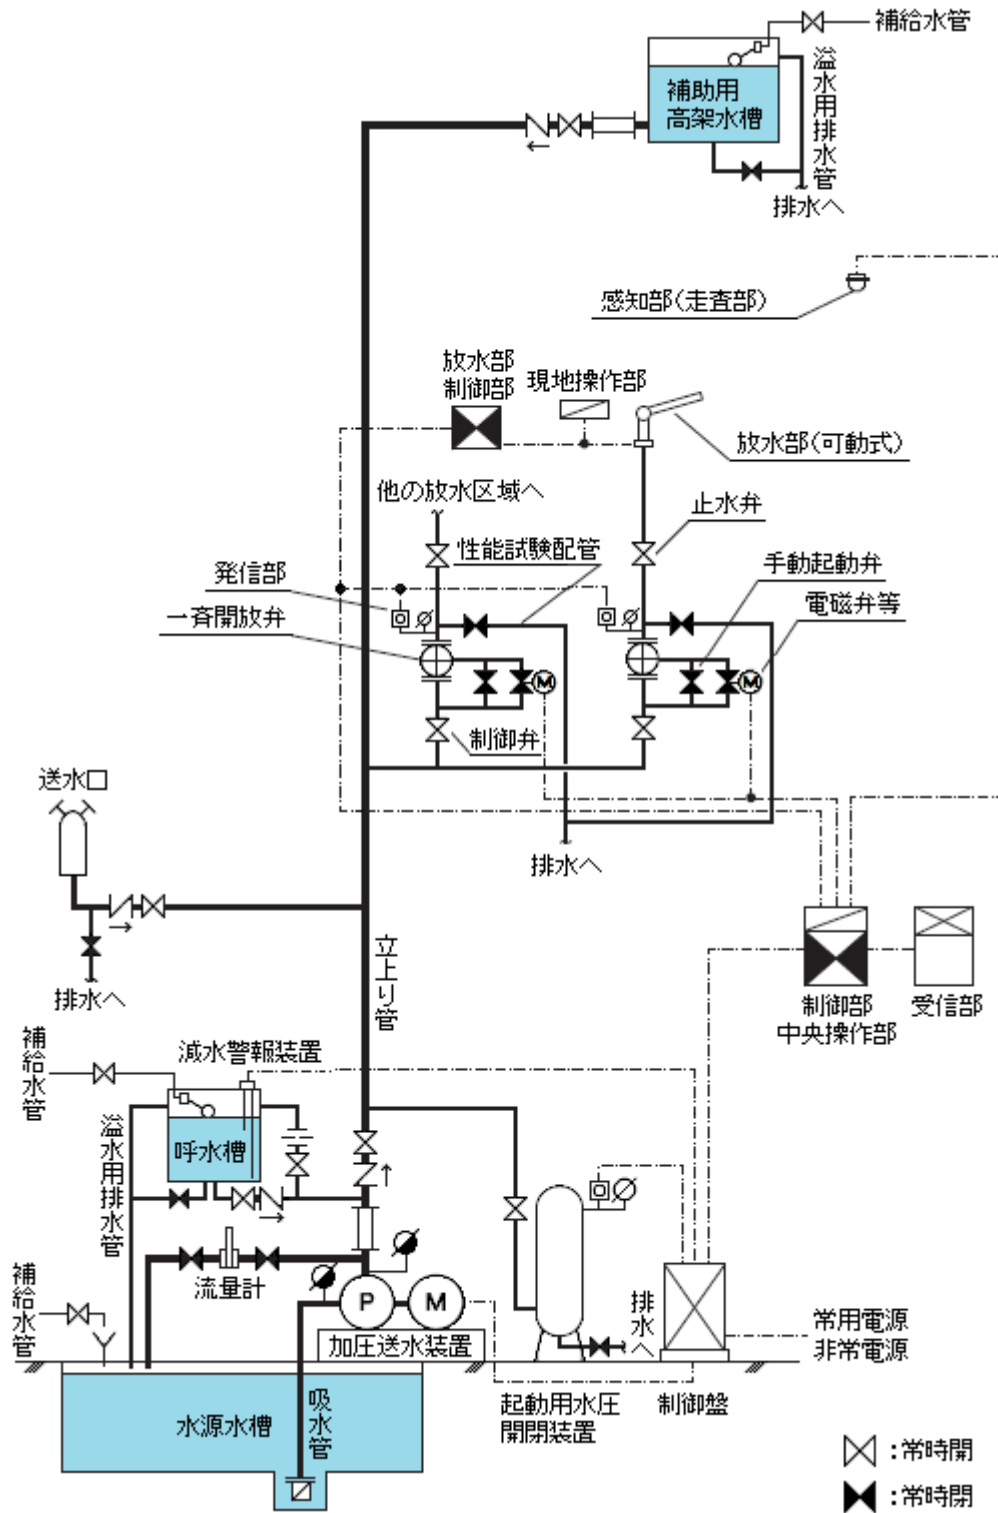 補給水管
補助用
高架水槽
溢水用排水管
排水へ
感知部(走査部)
放水部
制御部
現地操作部
放水部(可動式)
他の放水区域へ
止水弁
性能試験配管
手動起動弁
発信部
電磁弁等
一斉開放弁
M
M
制御弁
送水口
排水へ
立上り管
排水へ
制御部
中央操作部
受信部
補給水管
減水警報装置
溢水用排水管
呼水槽
流量計
補給水管
P
M
加圧送水装置
排水へ
常用電源
非常電源
水源水槽
吸水管
起動用水圧
開閉装置
制御盤
:常時開
:常時閉